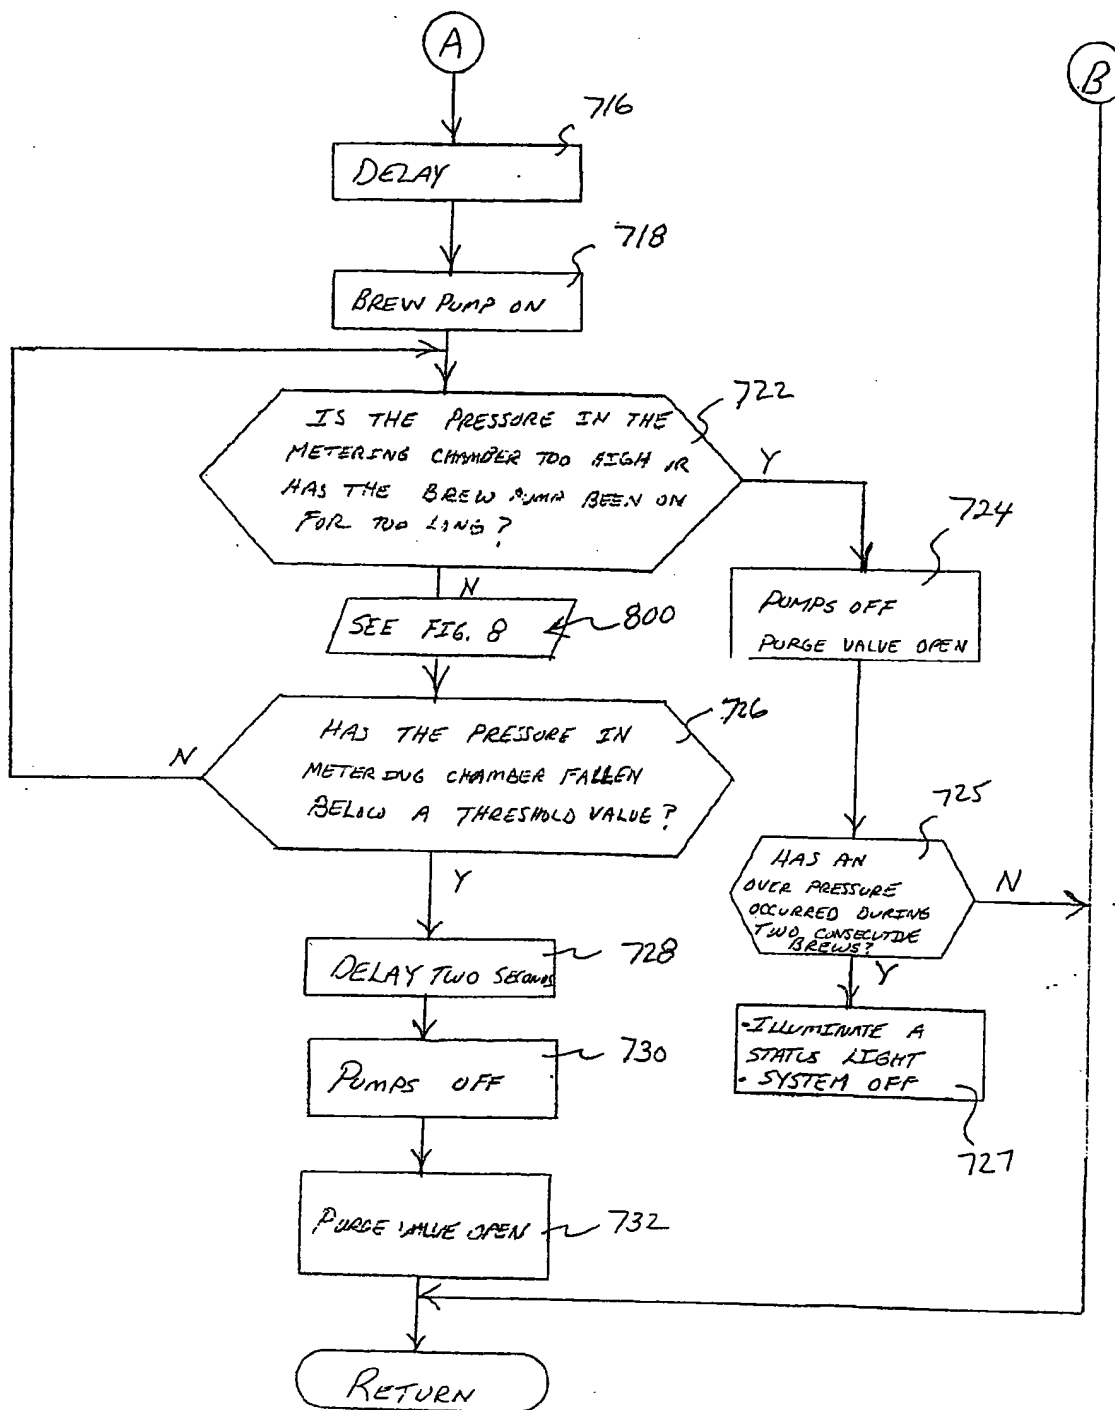 A
B
716
DELAY
718
BREW PUMP ON
722
IS THE PRESSURE IN THE
METERING CHAMBER TOO HIGH OR
HAS THE BREW PUMP BEEN ON
FOR TOO LONG?
Y
N
724
PUMPS OFF
PURGE VALUE OPEN
SEE FIG. 8
800
726
HAS THE PRESSURE IN
METERING CHAMBER FALLEN
BELOW A THRESHOLD VALUE?
N
Y
725
HAS AN
OVER PRESSURE
OCCURRED DURING
TWO CONSECUTIVE
BREWS?
N
Y
728
DELAY TWO SECONDS
727
-ILLUMINATE A
STATUS LIGHT
- SYSTEM OFF
730
PUMPS OFF
732
PURGE VALUE OPEN
RETURN